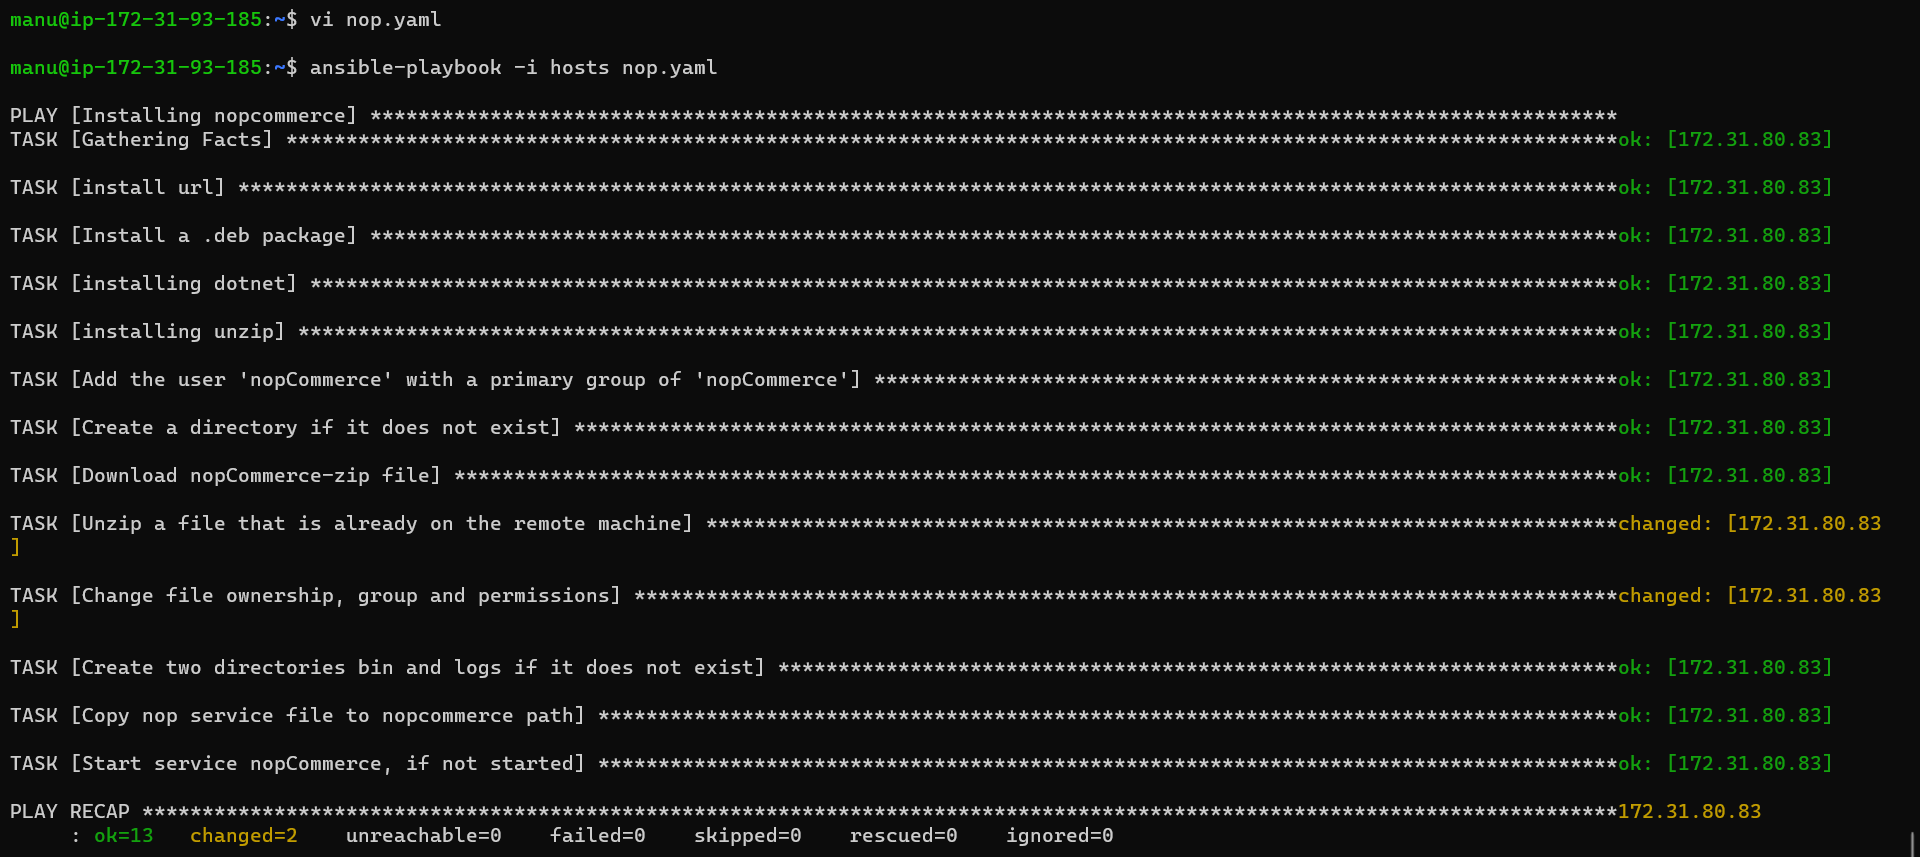 manu@ip-172-31-93-185:~$ vi nop.yaml
manu@ip-172-31-93-185:~$ ansible-playbook -i hosts nop.yaml
PLAY [Installing nopcommerce] ********************************************************************************************************
TASK [Gathering Facts] ***************************************************************************************************************ok: [172.31.80.83]
TASK [install url] *******************************************************************************************************************ok: [172.31.80.83]
TASK [Install a .deb package] ********************************************************************************************************ok: [172.31.80.83]
TASK [installing dotnet] *************************************************************************************************************ok: [172.31.80.83]
TASK [installing unzip] **************************************************************************************************************ok: [172.31.80.83]
TASK [Add the user 'nopCommerce' with a primary group of 'nopCommerce'] **************************************************************ok: [172.31.80.83]
TASK [Create a directory if it does not exist] ***************************************************************************************ok: [172.31.80.83]
TASK [Download nopCommerce-zip file] *************************************************************************************************ok: [172.31.80.83]
TASK [Unzip a file that is already on the remote machine] ****************************************************************************changed: [172.31.80.83
]
TASK [Change file ownership, group and permissions] **********************************************************************************changed: [172.31.80.83
]
TASK [Create two directories bin and logs if it does not exist] **********************************************************************ok: [172.31.80.83]
TASK [Copy nop service file to nopcommerce path] *************************************************************************************ok: [172.31.80.83]
TASK [Start service nopCommerce, if not started] *************************************************************************************ok: [172.31.80.83]
PLAY RECAP ***************************************************************************************************************************172.31.80.83
: ok=13 changed=2 unreachable=0 failed=0 skipped=0 rescued=0 ignored=0